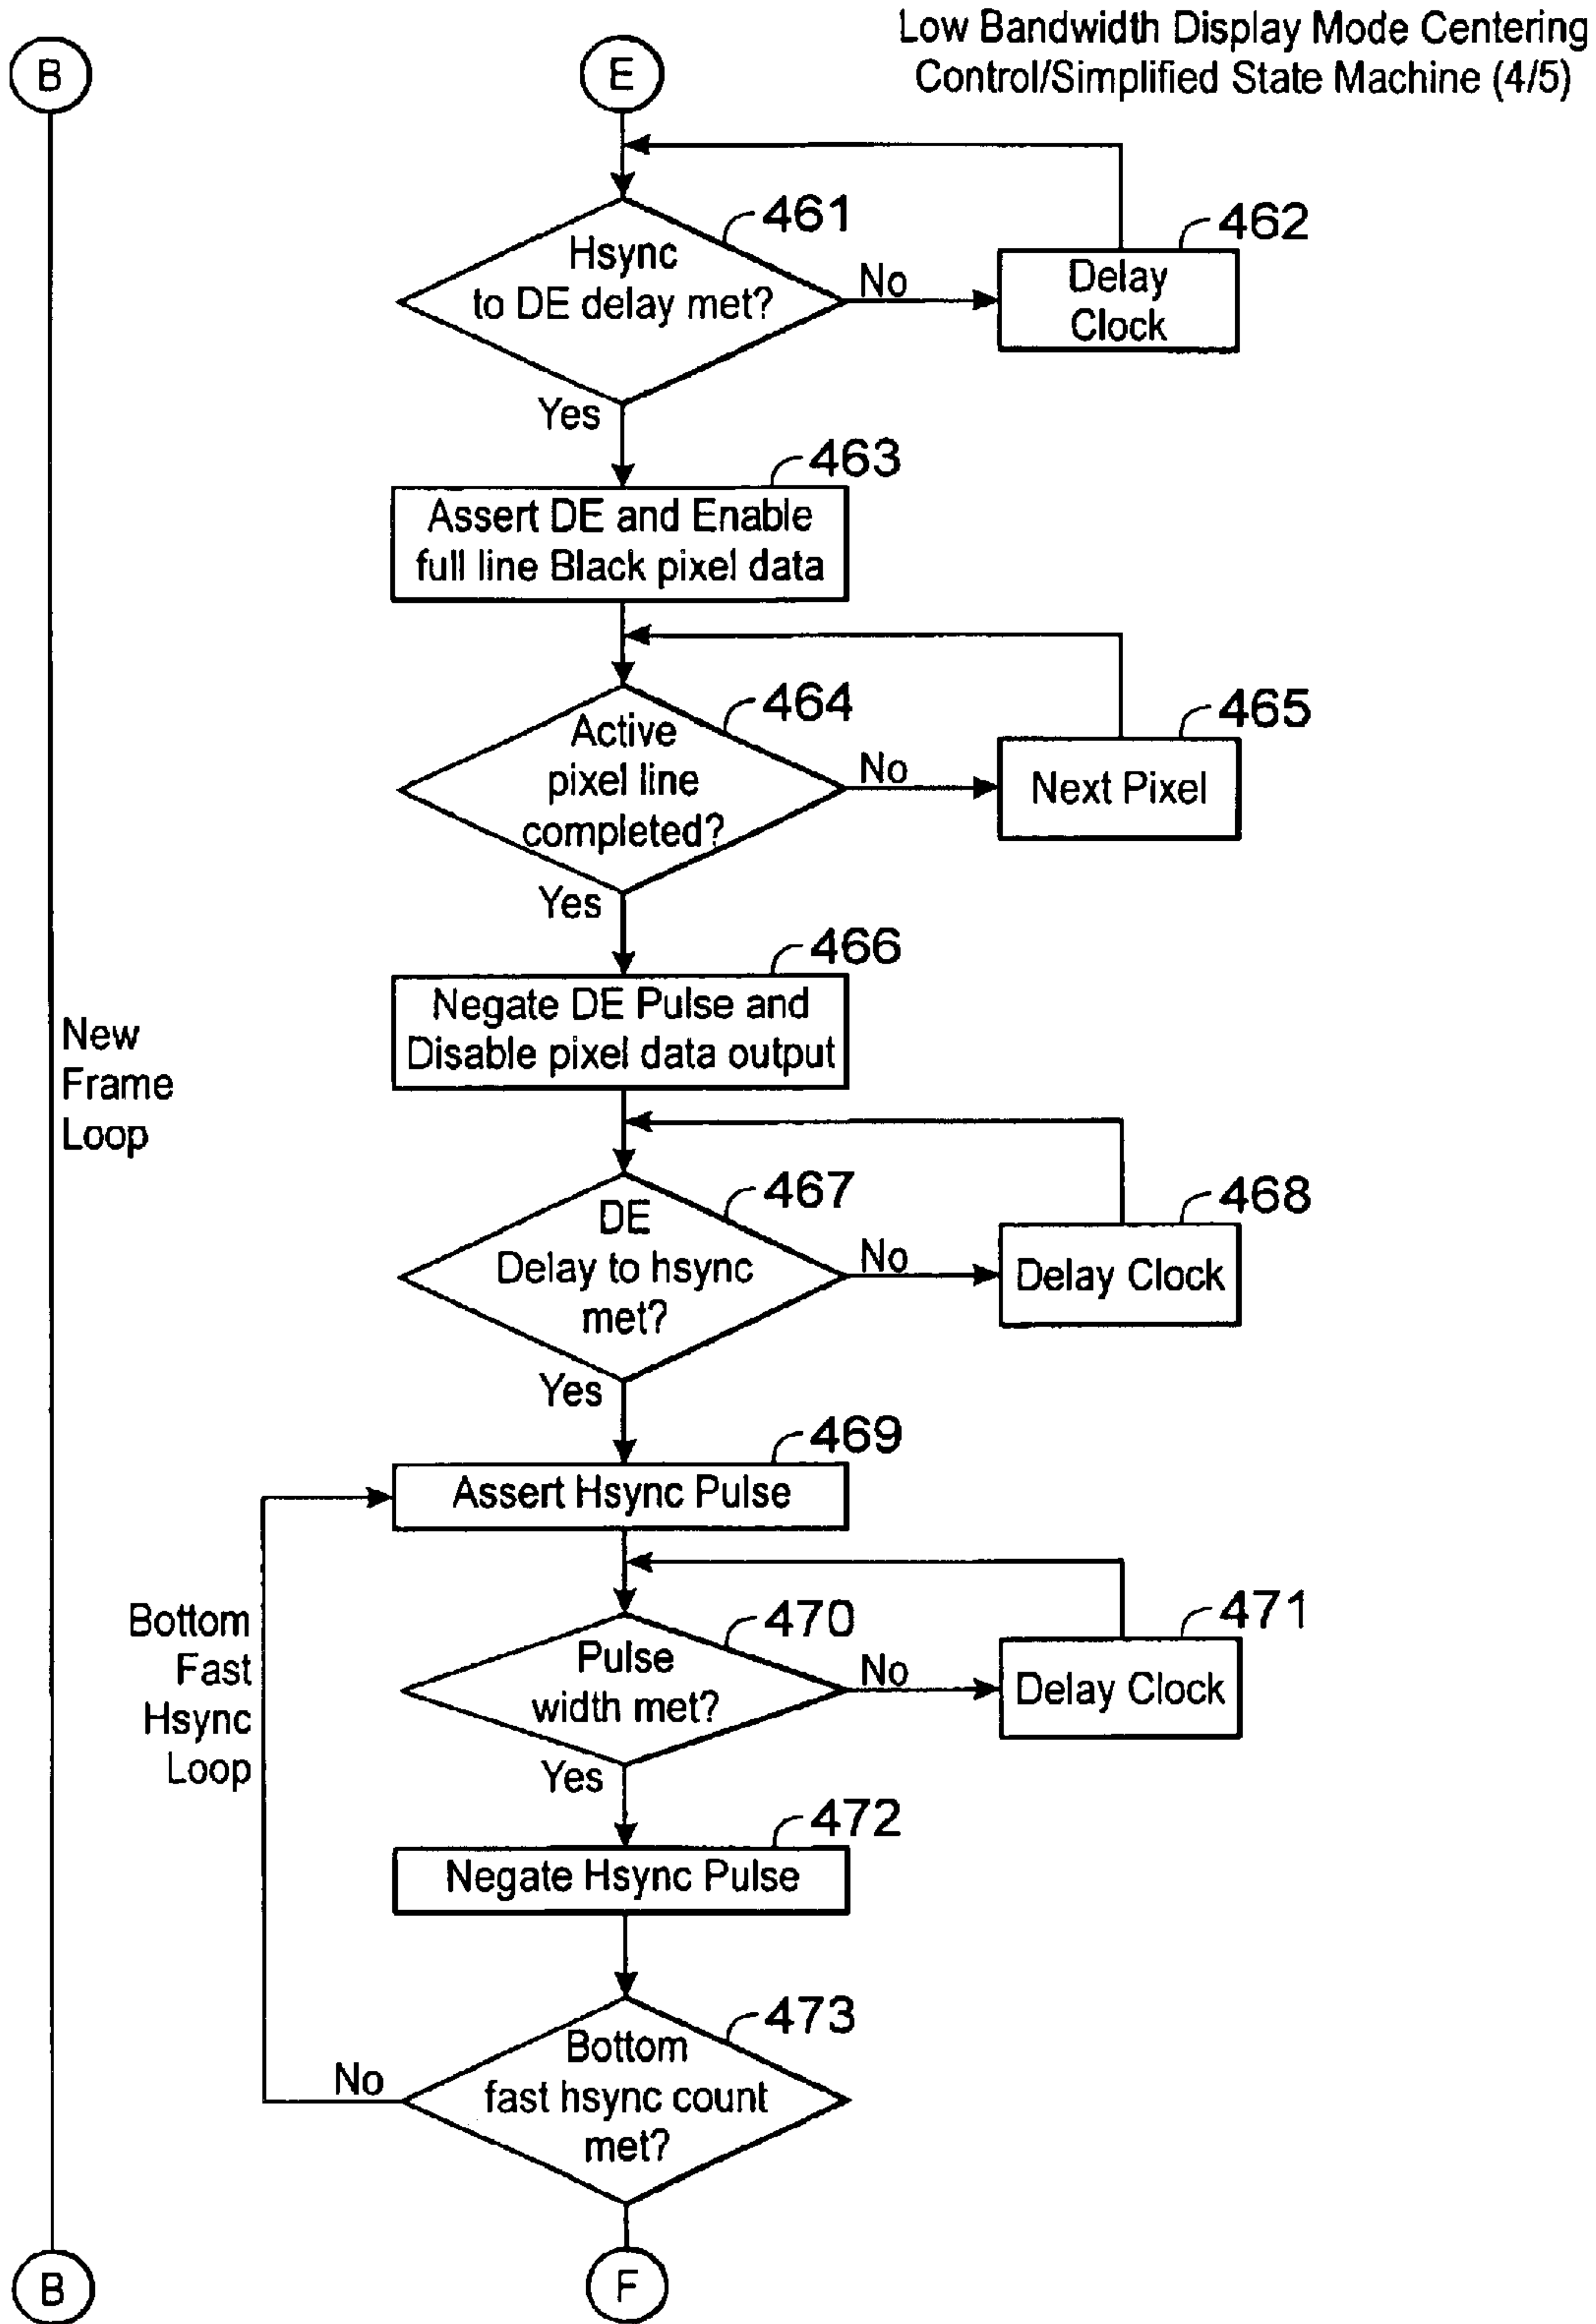 Low Bandwidth Display Mode Centering
Control/Simplified State Machine (4/5)
B
E
461
Hsync
to DE delay met?
No
462
Delay
Clock
Yes
463
Assert DE and Enable
full line Black pixel data
464
Active
pixel line
completed?
No
465
Next Pixel
Yes
466
Negate DE Pulse and
Disable pixel data output
New
Frame
Loop
467
DE
Delay to hsync
met?
No
468
Delay Clock
Yes
469
Assert Hsync Pulse
Bottom
Fast
Hsync
Loop
470
Pulse
width met?
No
471
Delay Clock
Yes
472
Negate Hsync Pulse
473
Bottom
fast hsync count
met?
No
B
F